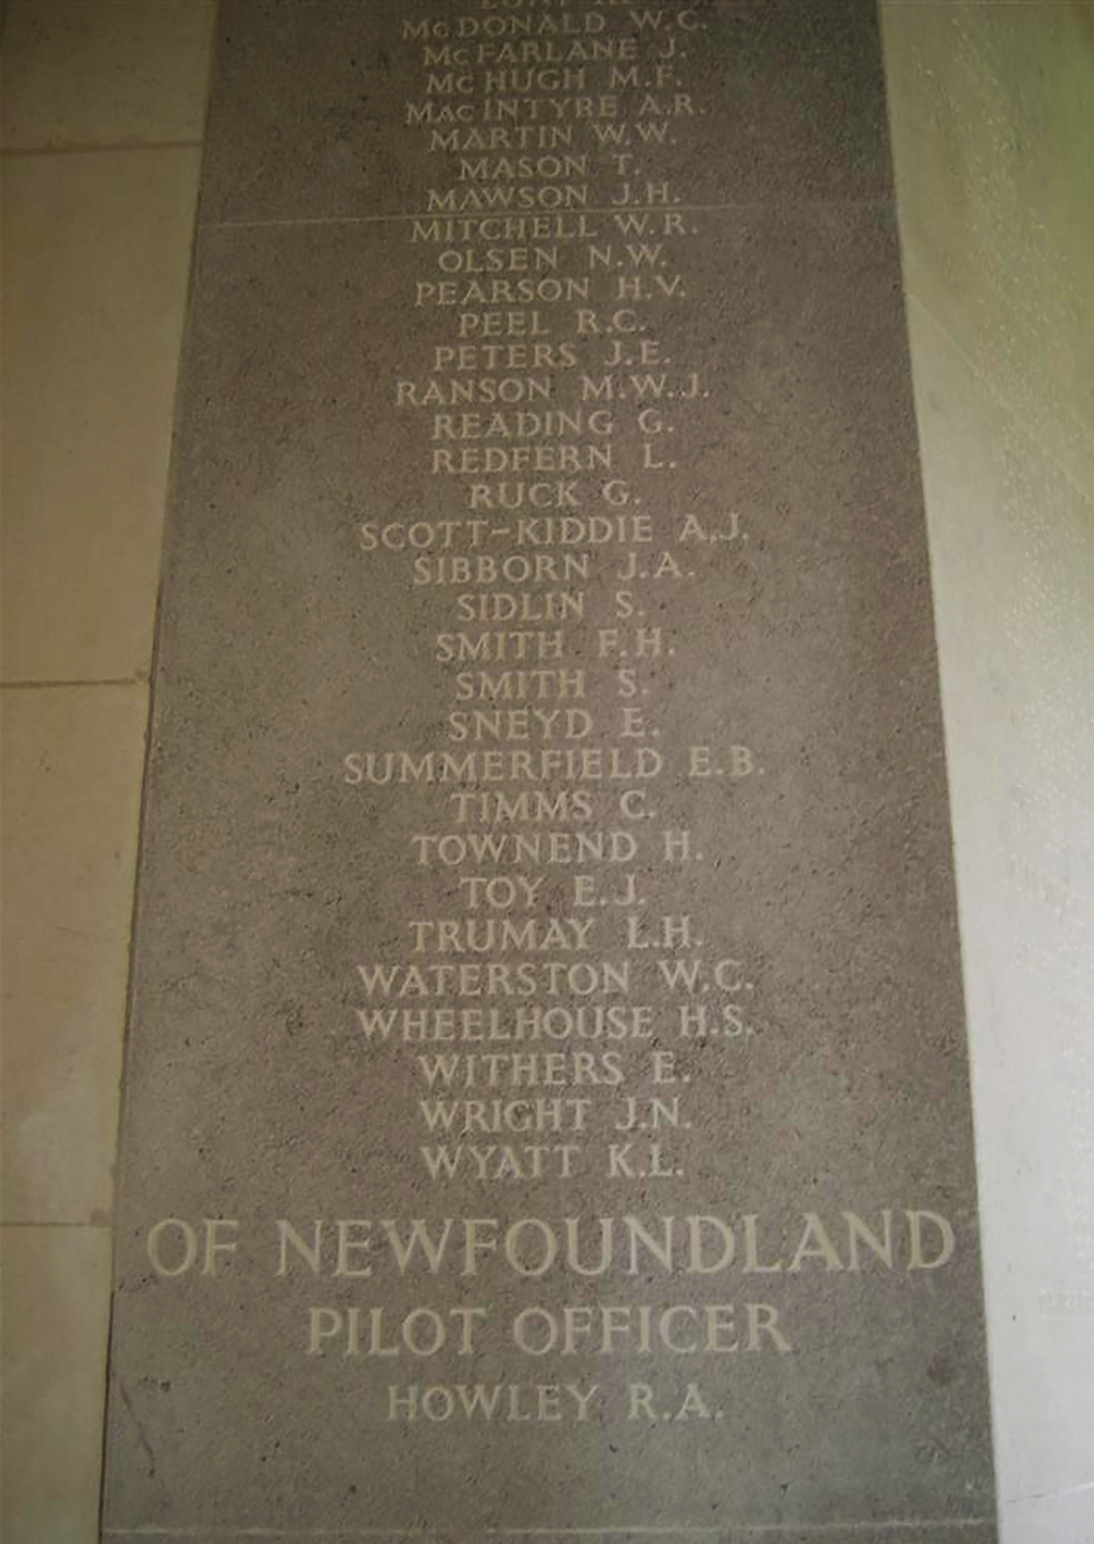 McDONALD W.C.
McFARLANE J.
McHUGH M.F.
MacINTYRE A.R.
MARTIN W.W.
MASON T.
MAWSON J.H.
MITCHELL W.R.
OLSEN N.W.
PEARSON H.V.
PEEL R.C.
PETERS J.E.
RANSON M.W.J.
READING G.
REDFERN L.
RUCK G.
SCOTT-KIDDIE A.J.
SIBBORN J.A.
SIDLIN S.
SMITH F.H.
SMITH S.
SNEYD E.
SUMMERFIELD E.B.
TIMMS C.
TOWNEND H.
TOY E.J.
TRUMAY L.H.
WATERSTON W.C.
WHEELHOUSE H.S.
WITHERS E.
WRIGHT J.N.
WYATT K.L.
OF NEWFOUNDLAND
PILOT OFFICER
HOWLEY R.A.